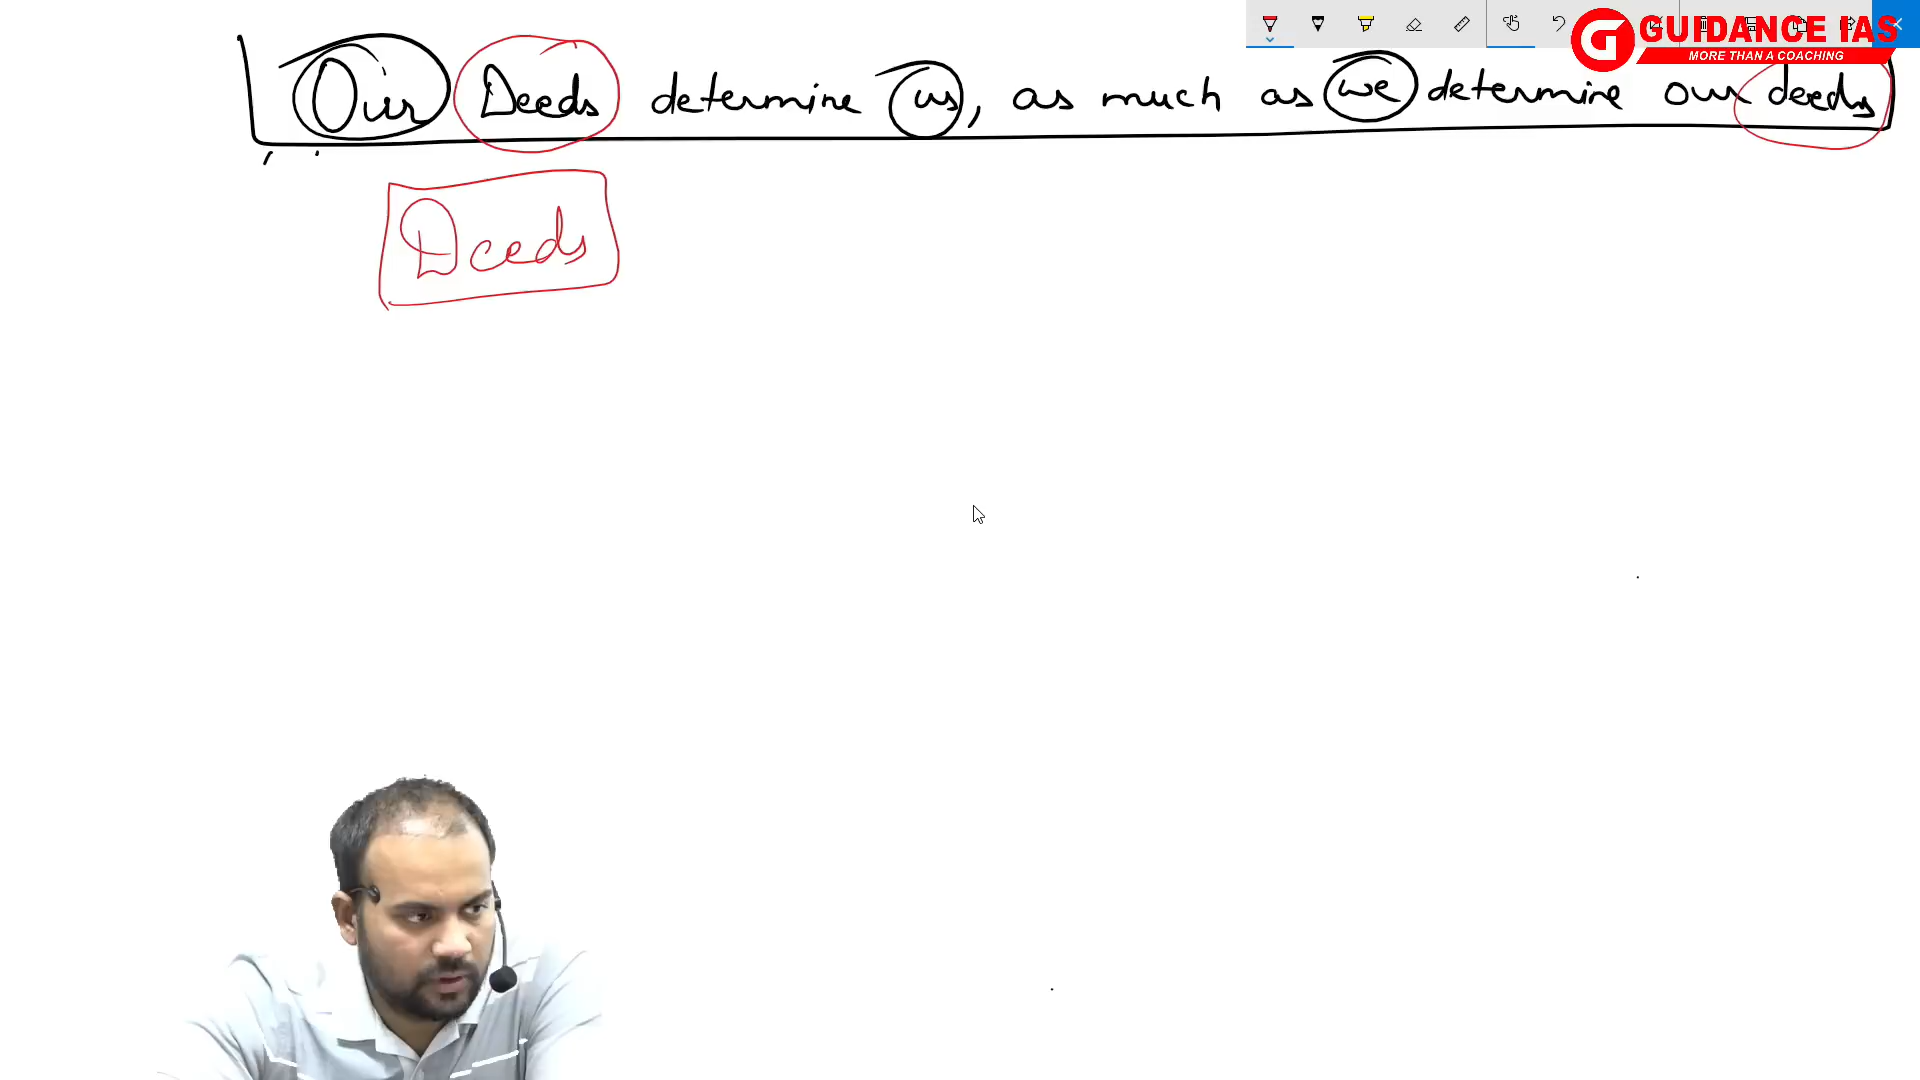 GUIDANCE IAS
MORE THAN A COACHING
Our Deeds determine us, as much as we determine our deeds
Deeds